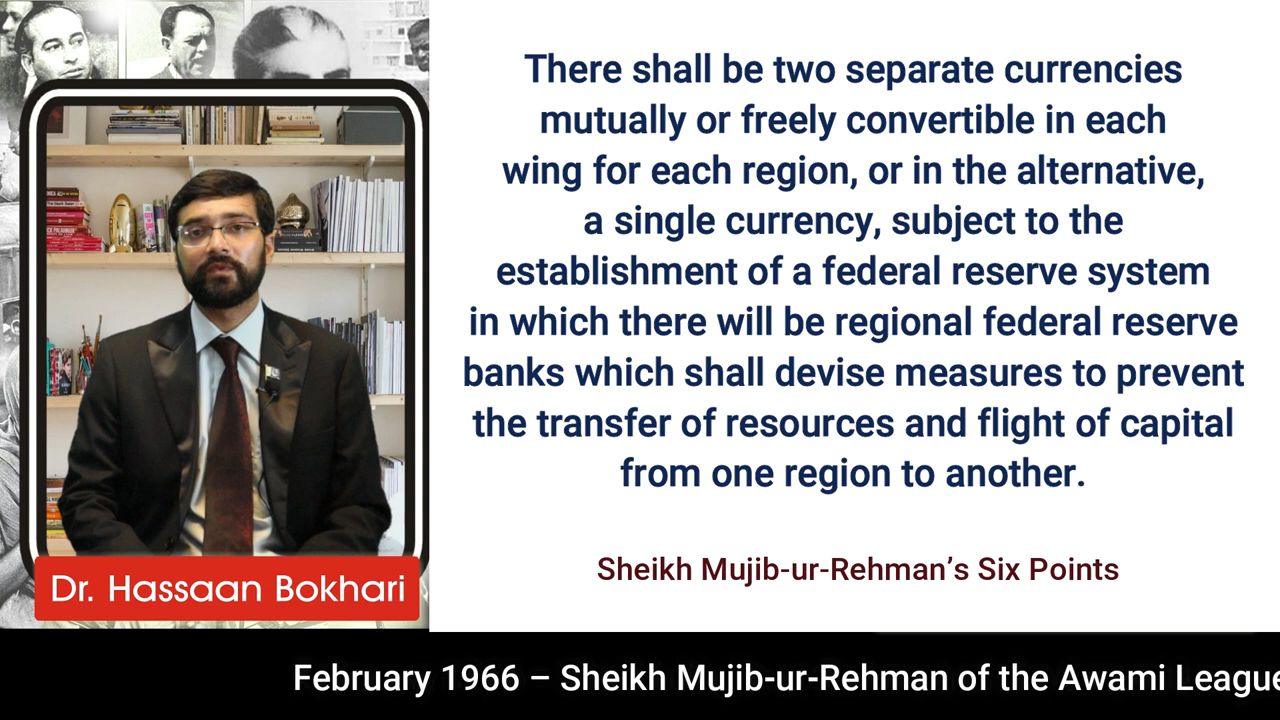 There shall be two separate currencies
mutually or freely convertible in each
wing for each region, or in the alternative,
a single currency, subject to the
establishment of a federal reserve system
in which there will be regional federal reserve
banks which shall devise measures to prevent
the transfer of resources and flight of capital
from one region to another.
Sheikh Mujib-ur-Rehman’s Six Points
Dr. Hassaan Bokhari
February 1966 – Sheikh Mujib-ur-Rehman of the Awami League